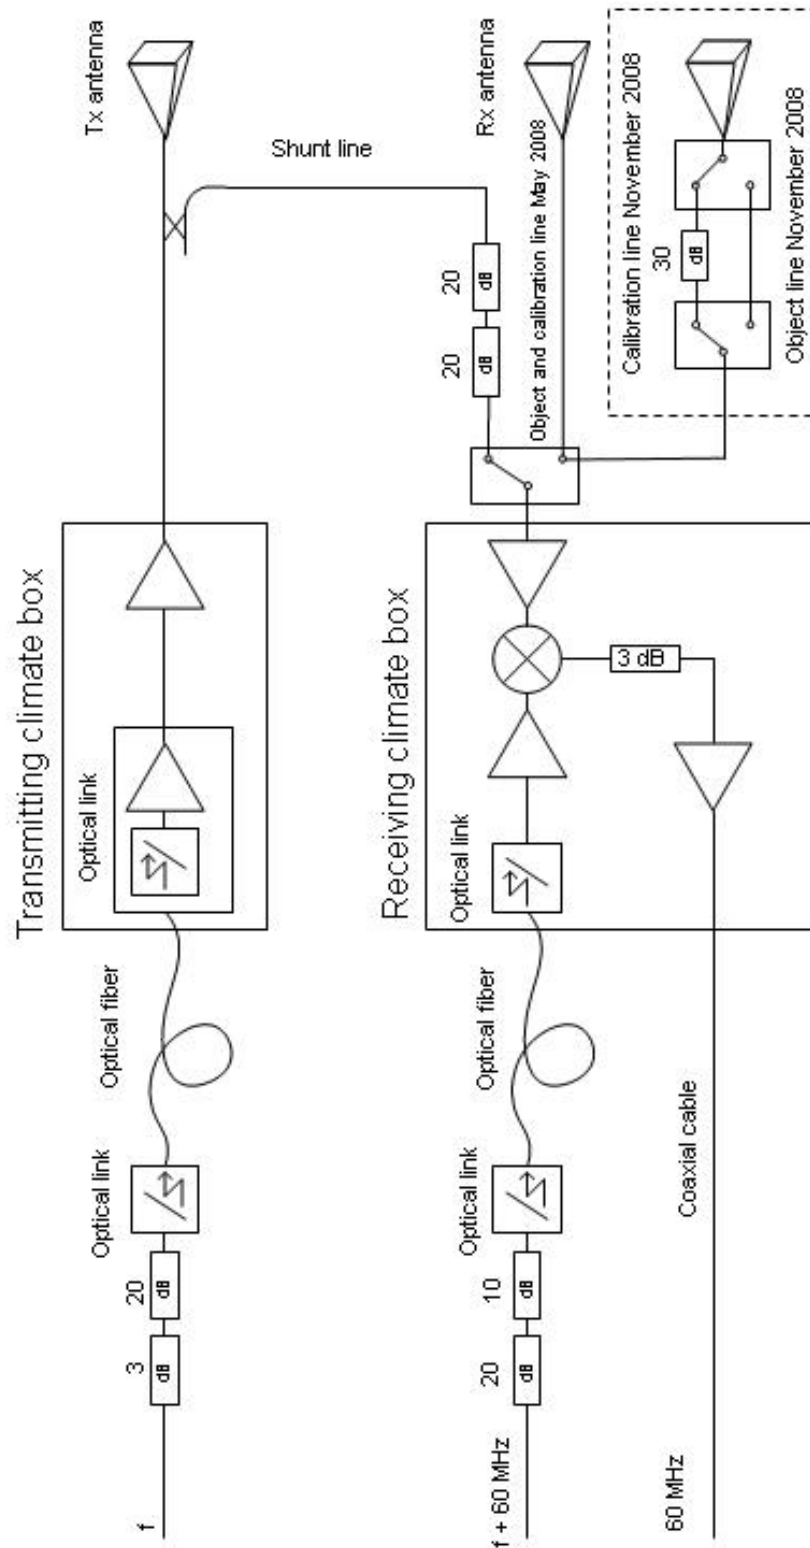 Transmitting climate box
f
3
dB
20
dB
Optical link
Optical fiber
Optical link
Tx antenna
Shunt line
20
dB
20
dB
Receiving climate box
f + 60 MHz
20
dB
10
dB
Optical link
Optical fiber
Optical link
3 dB
60 MHz
Coaxial cable
Rx antenna
Object and calibration line May 2008
Calibration line November 2008
30
dB
Object line November 2008